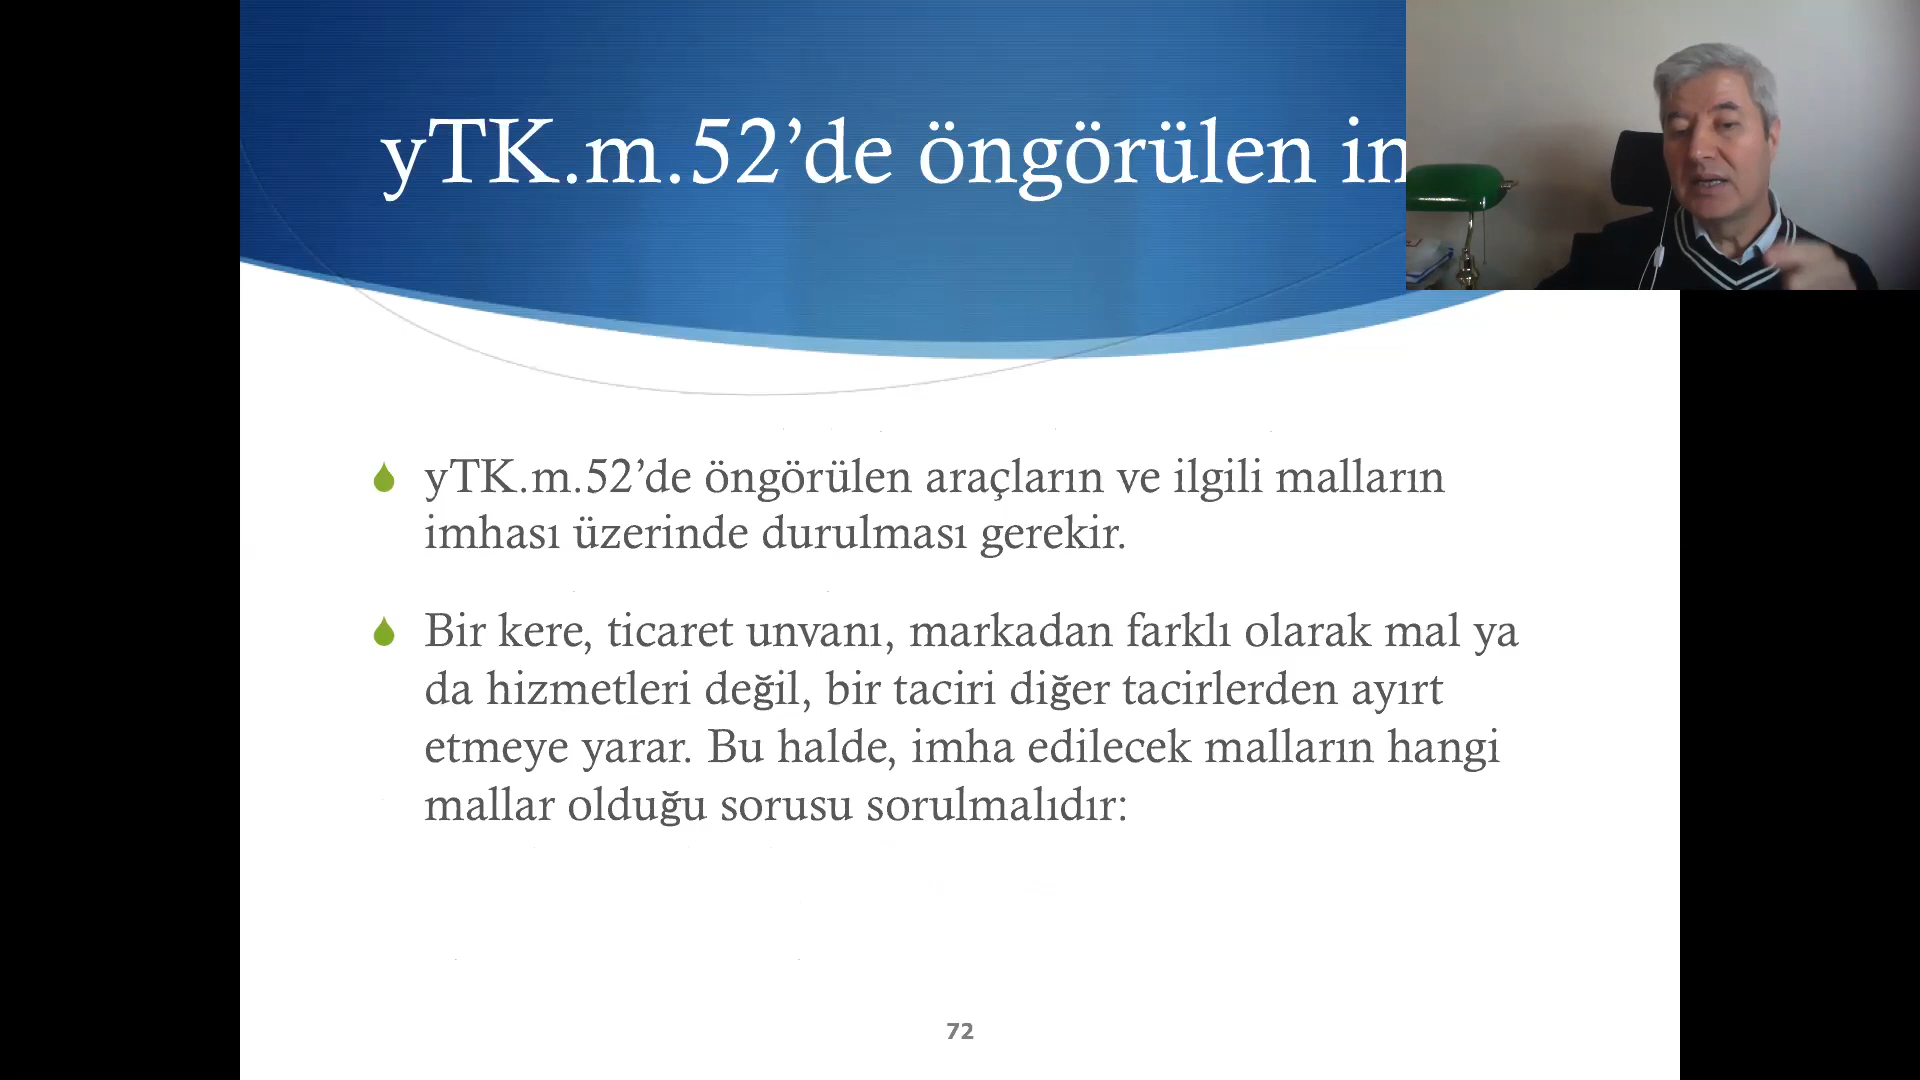 yTK.m.52’de öngörülen
yTK.m.52’de öngörülen araçların ve ilgili malların
imhası üzerinde durulması gerekir.
Bir kere, ticaret unvanı, markadan farklı olarak mal ya
da hizmetleri değil, bir taciri diğer tacirlerden ayırt
etmeye yarar. Bu halde, imha edilecek malların hangi
mallar olduğu sorusu sorulmalıdır:
72